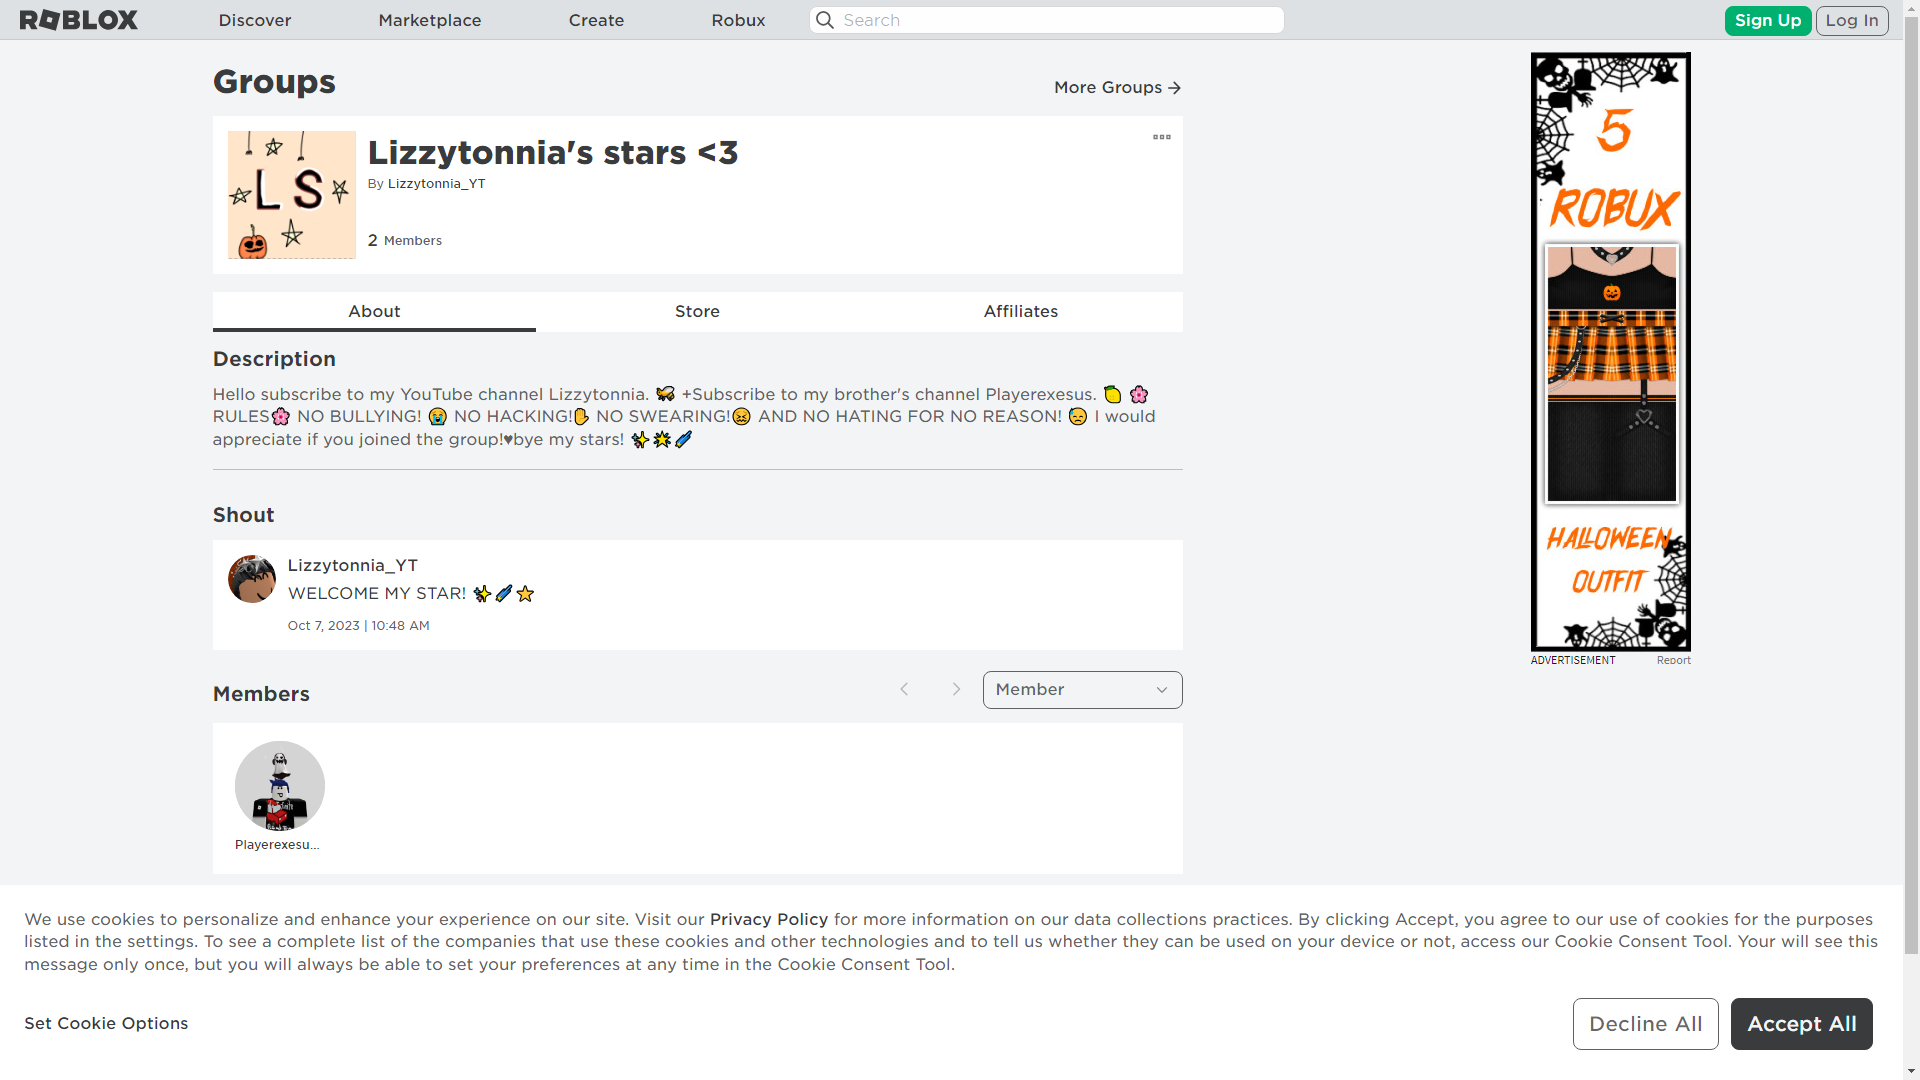 ROBLOX
Discover
Marketplace
Create
Robux
Search
Sign Up
Log In
Groups
More Groups →
L S
Lizzytonnia's stars <3
By Lizzytonnia_YT
2 Members
About
Store
Affiliates
Description
Hello subscribe to my YouTube channel Lizzytonnia. 🐝 +Subscribe to my brother's channel Playerexesus. 🍋 🌸
RULES🌸 NO BULLYING! 😭 NO HACKING!✋ NO SWEARING!😖 AND NO HATING FOR NO REASON! 😓 I would
appreciate if you joined the group!♥bye my stars! ✨🌟🍾
Shout
Lizzytonnia_YT
WELCOME MY STAR! ✨🍾⭐
Oct 7, 2023 | 10:48 AM
Members
Member
Playerexesu...
5
ROBUX
HALLOWEEN
OUTFIT
ADVERTISEMENT
Report
We use cookies to personalize and enhance your experience on our site. Visit our Privacy Policy for more information on our data collections practices. By clicking Accept, you agree to our use of cookies for the purposes
listed in the settings. To see a complete list of the companies that use these cookies and other technologies and to tell us whether they can be used on your device or not, access our Cookie Consent Tool. Your will see this
message only once, but you will always be able to set your preferences at any time in the Cookie Consent Tool.
Set Cookie Options
Decline All
Accept All